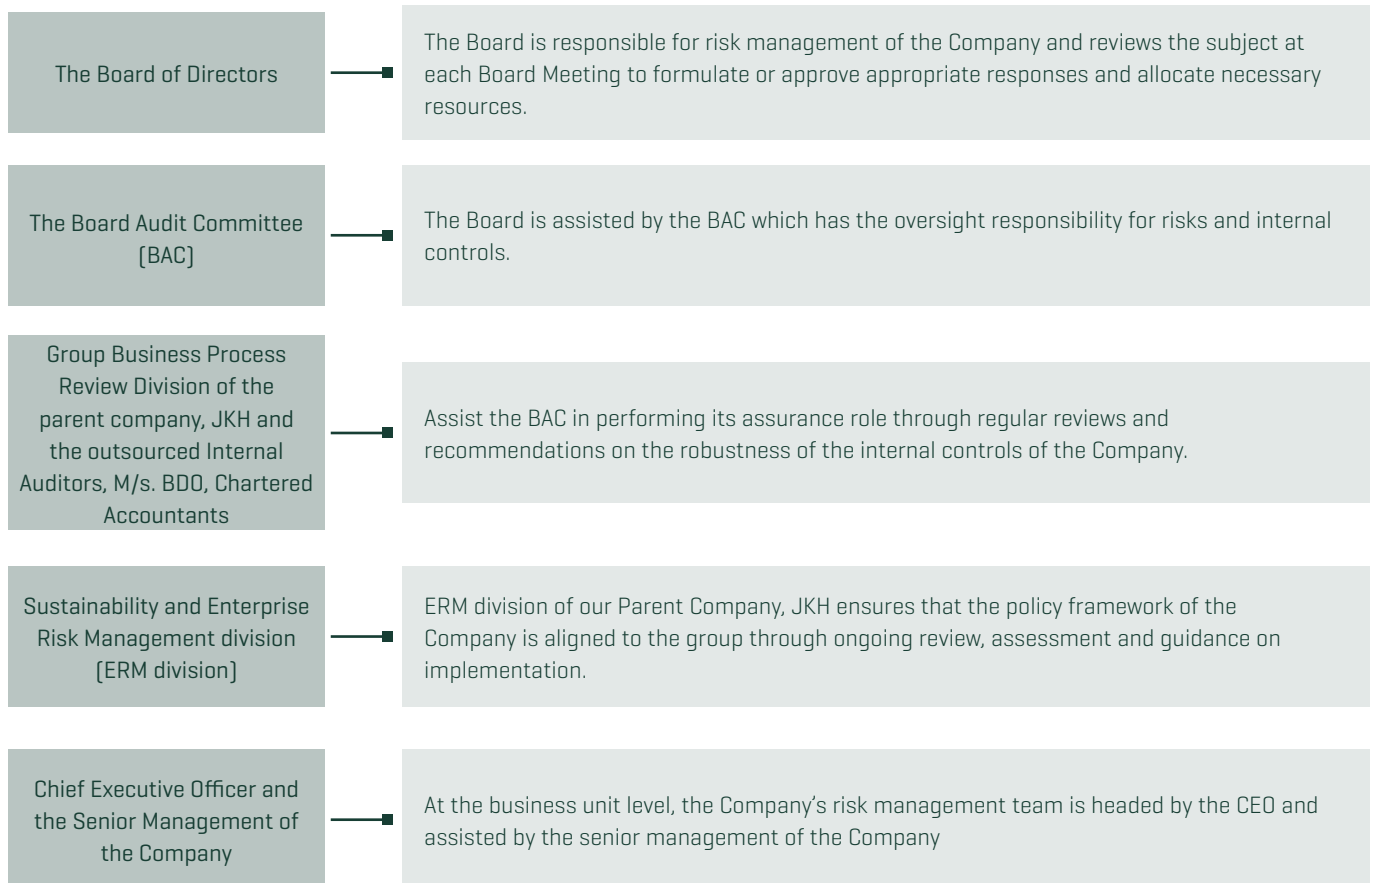 The Board of Directors
The Board is responsible for risk management of the Company and reviews the subject at
each Board Meeting to formulate or approve appropriate responses and allocate necessary
resources.
The Board Audit Committee
(BAC)
The Board is assisted by the BAC which has the oversight responsibility for risks and internal
controls.
Group Business Process
Review Division of the
parent company, JKH and
the outsourced Internal
Auditors, M/s. BDO, Chartered
Accountants
Assist the BAC in performing its assurance role through regular reviews and
recommendations on the robustness of the internal controls of the Company.
Sustainability and Enterprise
Risk Management division
(ERM division)
ERM division of our Parent Company, JKH ensures that the policy framework of the
Company is aligned to the group through ongoing review, assessment and guidance on
implementation.
Chief Executive Officer and
the Senior Management of
the Company
At the business unit level, the Company's risk management team is headed by the CEO and
assisted by the senior management of the Company